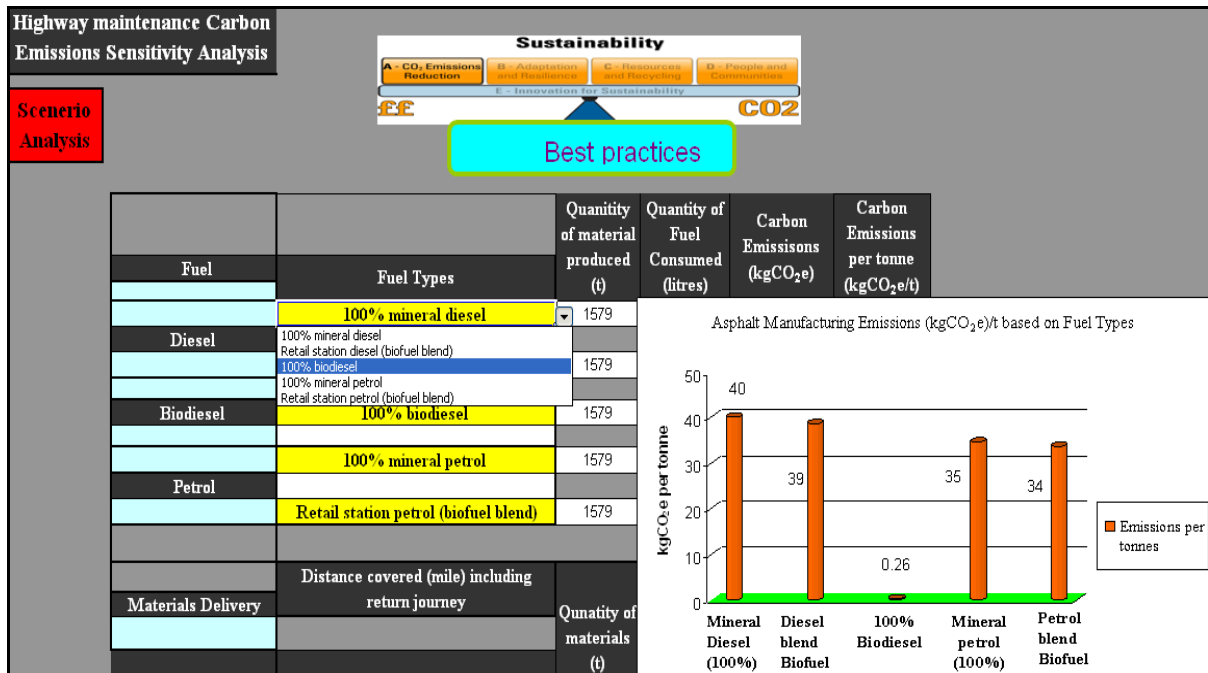 Highway maintenance Carbon
Emissions Sensitivity Analysis
Scenerio
Analysis
Sustainability
A - CO₂ Emissions
Reduction
B - Adaptation
and Resilience
C - Resources
and Recycling
D - People and
Communities
E - Innovation for Sustainability
££
CO2
Best practices
Fuel
Fuel Types
Quanitity
of material
produced
(t)
Quantity of
Fuel
Consumed
(litres)
Carbon
Emissisons
(kgCO₂e)
Carbon
Emissions
per tonne
(kgCO₂e/t)
100% mineral diesel
1579
Diesel
100% mineral diesel
Retail station diesel (biofuel blend)
100% biodiesel
100% mineral petrol
Retail station petrol (biofuel blend)
1579
Biodiesel
100% biodiesel
1579
100% mineral petrol
1579
Petrol
Retail station petrol (biofuel blend)
1579
Materials Delivery
Distance covered (mile) including
return journey
Qunatity of
materials
(t)
Asphalt Manufacturing Emissions (kgCO₂e)/t based on Fuel Types
kgCO₂e per tonne
50
40
30
20
10
0
40
39
0.26
35
34
Mineral
Diesel
(100%)
Diesel
blend
Biofuel
100%
Biodiesel
Mineral
petrol
(100%)
Petrol
blend
Biofuel
Emissions per
tonnes